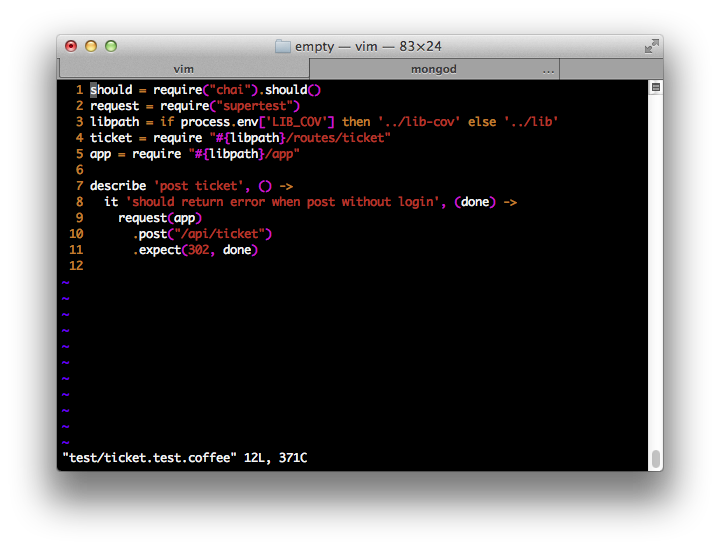 empty — vim — 83×24
vim
mongod
...
1 should = require("chai").should()
2 request = require("supertest")
3 libpath = if process.env['LIB_COV'] then '../lib-cov' else '../lib'
4 ticket = require "#{libpath}/routes/ticket"
5 app = require "#{libpath}/app"
6
7 describe 'post ticket', () ->
8   it 'should return error when post without login', (done) ->
9     request(app)
10       .post("/api/ticket")
11       .expect(302, done)
12
~
~
~
~
~
~
~
~
~
~
~
"test/ticket.test.coffee" 12L, 371C